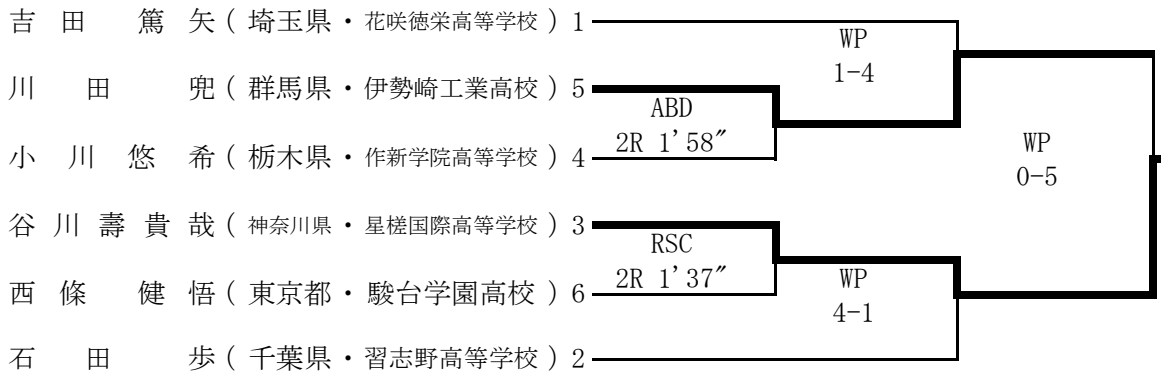 吉田 篤矢(埼玉県・花咲徳栄高等学校)1
WP
1-4
川田 兜(群馬県・伊勢崎工業高校)5
ABD
2R 1'58″
小川悠希(栃木県・作新学院高等学校)4
WP
0-5
谷川壽貴哉(神奈川県・星槎国際高等学校)3
RSC
2R 1'37″
西條 健悟(東京都・駿台学園高校)6
WP
4-1
石田 歩(千葉県・習志野高等学校)2